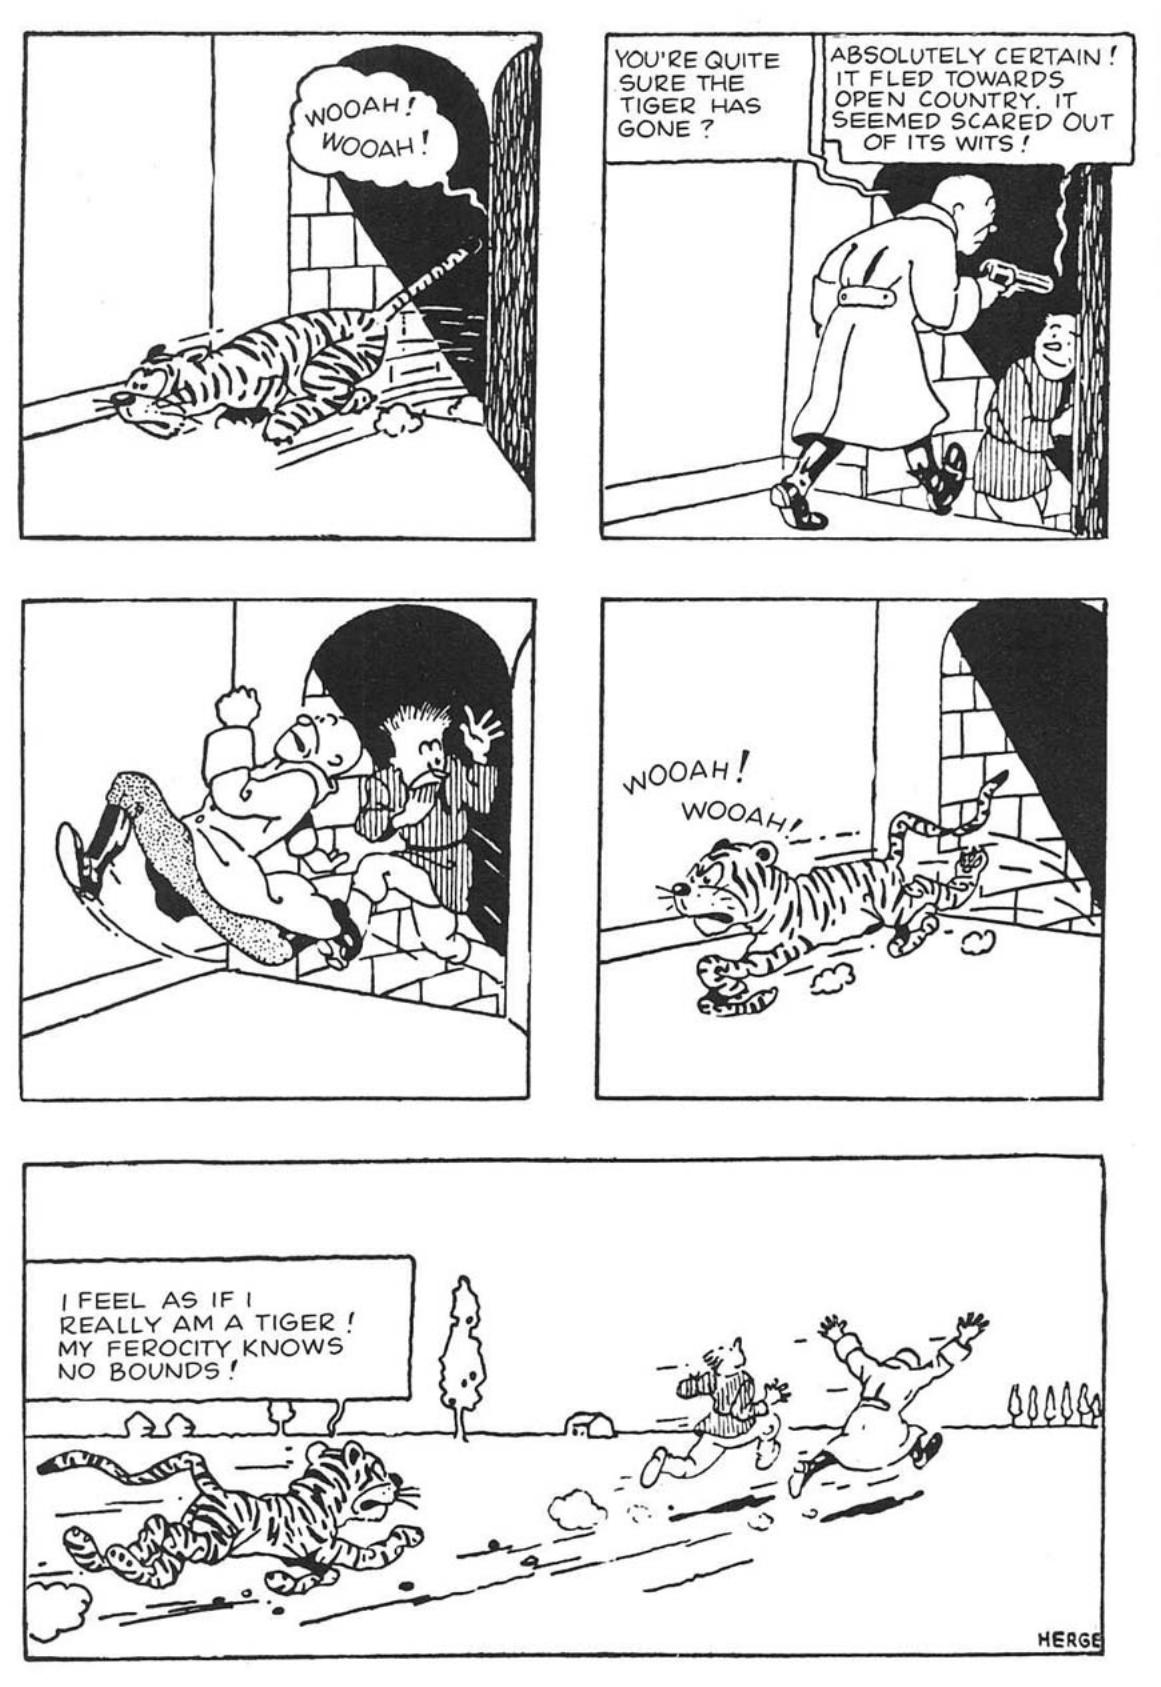 WOOAH!
WOOAH!
YOU'RE QUITE
SURE THE
TIGER HAS
GONE?
ABSOLUTELY CERTAIN!
IT FLED TOWARDS
OPEN COUNTRY. IT
SEEMED SCARED OUT
OF ITS WITS!
WOOAH!
WOOAH!
I FEEL AS IF I
REALLY AM A TIGER!
MY FEROCITY KNOWS
NO BOUNDS!
HERGE